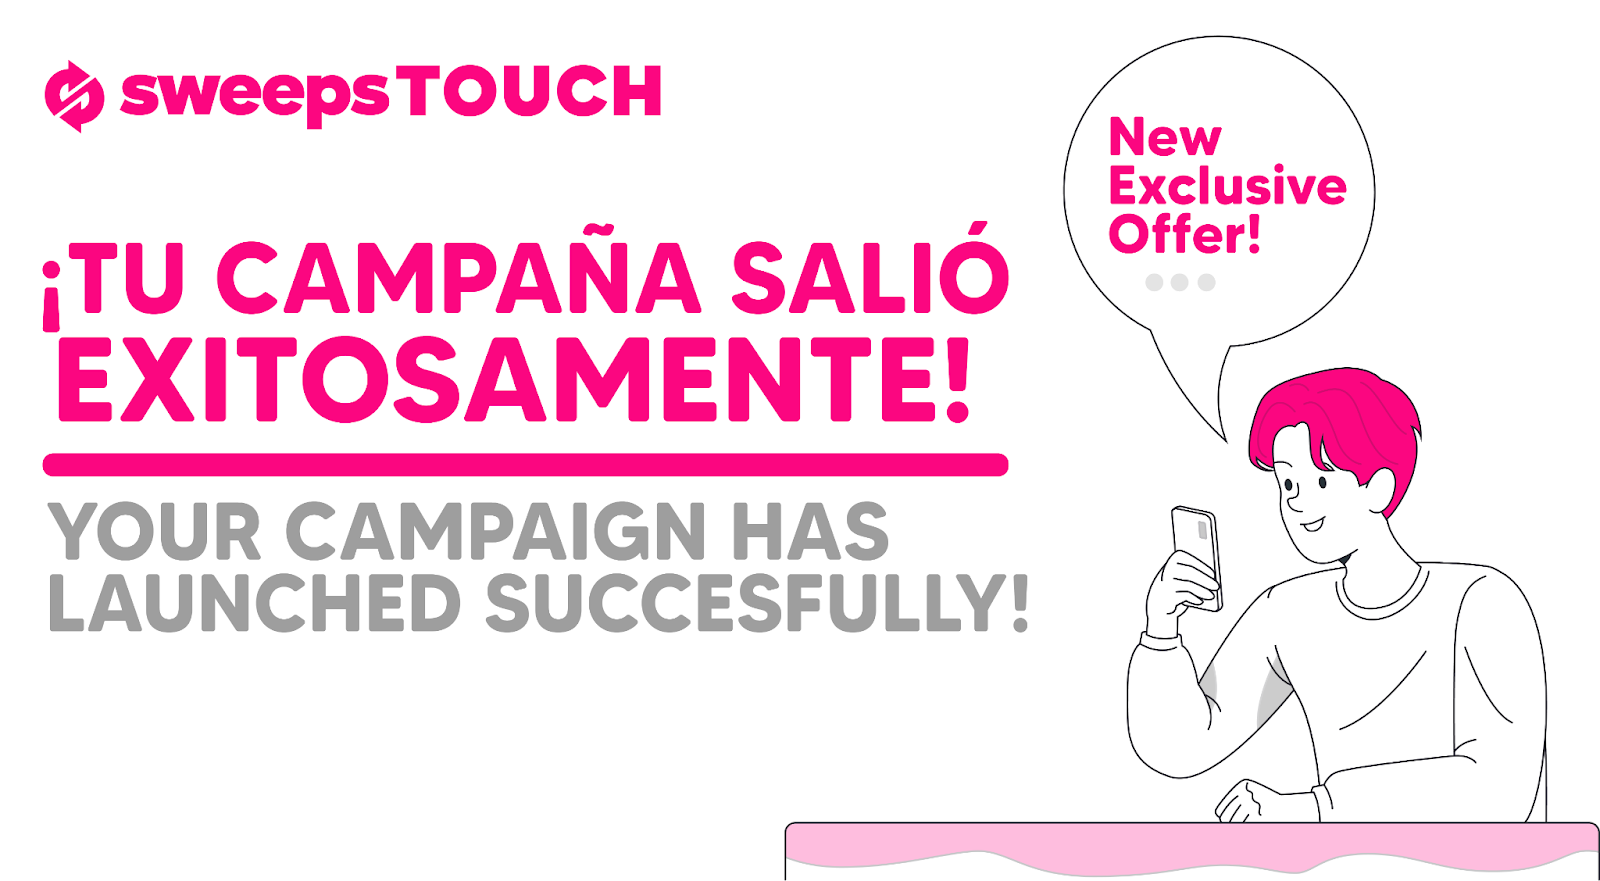 sweepsTOUCH
¡TU CAMPAÑA SALIÓ
EXITOSAMENTE!
YOUR CAMPAIGN HAS
LAUNCHED SUCCESFULLY!
New
Exclusive
Offer!